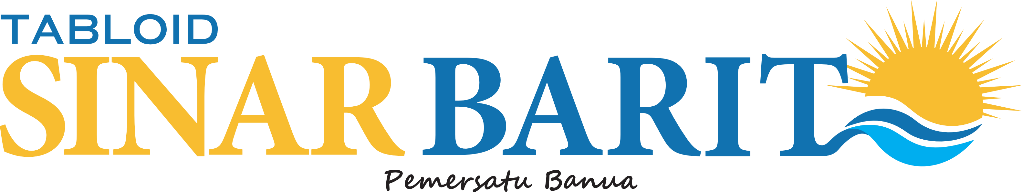 TABLOID
SINAR BARITO
Pemersatu Banua